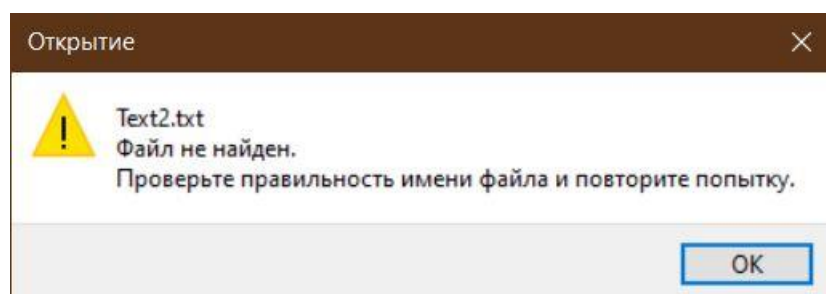 Открытие
Text2.txt
Файл не найден.
Проверьте правильность имени файла и повторите попытку.
OK